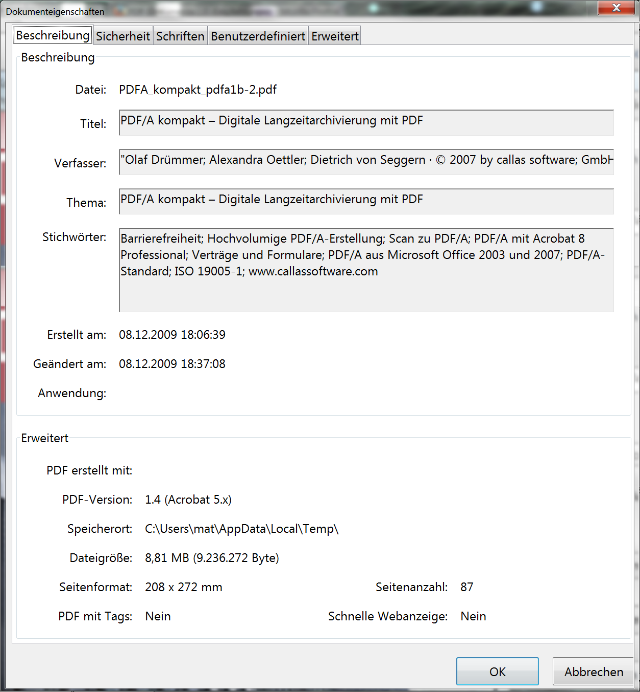 Dokumenteigenschaften
Beschreibung Sicherheit Schriften Benutzerdefiniert Erweitert
Beschreibung
Datei: PDFA_kompakt_pdfa1b-2.pdf
Titel: PDF/A kompakt – Digitale Langzeitarchivierung mit PDF
Verfasser: "Olaf Drümmer; Alexandra Oettler; Dietrich von Seggern · © 2007 by callas software; GmbH
Thema: PDF/A kompakt – Digitale Langzeitarchivierung mit PDF
Stichwörter: Barrierefreiheit; Hochvolumige PDF/A-Erstellung; Scan zu PDF/A; PDF/A mit Acrobat 8
Professional; Verträge und Formulare; PDF/A aus Microsoft Office 2003 und 2007; PDF/A-
Standard; ISO 19005-1; www.callassoftware.com
Erstellt am: 08.12.2009 18:06:39
Geändert am: 08.12.2009 18:37:08
Anwendung:
Erweitert
PDF erstellt mit:
PDF-Version: 1.4 (Acrobat 5.x)
Speicherort: C:\Users\mat\AppData\Local\Temp\
Dateigröße: 8,81 MB (9.236.272 Byte)
Seitenformat: 208 x 272 mm Seitenanzahl: 87
PDF mit Tags: Nein Schnelle Webanzeige: Nein
OK Abbrechen